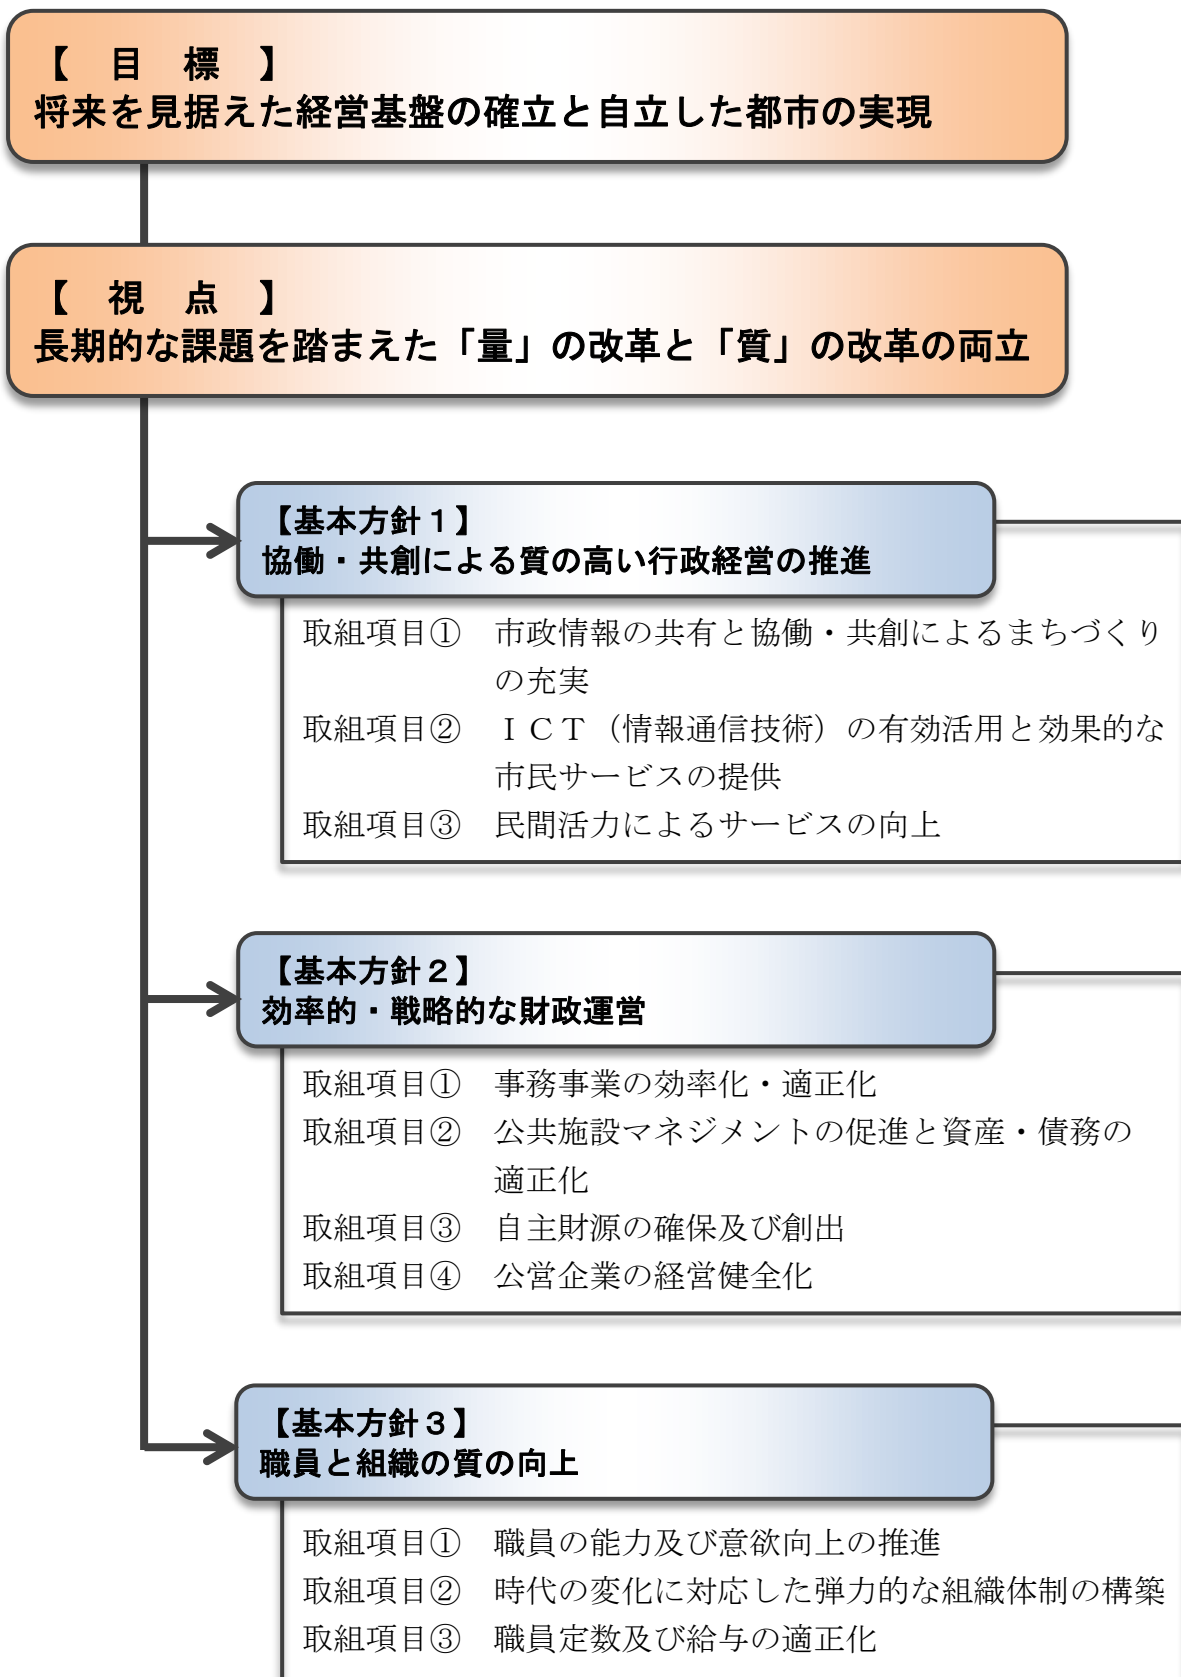 【　目　標　】
将来を見据えた経営基盤の確立と自立した都市の実現
【　視　点　】
長期的な課題を踏まえた「量」の改革と「質」の改革の両立
【基本方針１】
協働・共創による質の高い行政経営の推進
取組項目①　市政情報の共有と協働・共創によるまちづくり
の充実
取組項目②　ＩＣＴ（情報通信技術）の有効活用と効果的な
市民サービスの提供
取組項目③　民間活力によるサービスの向上
【基本方針２】
効率的・戦略的な財政運営
取組項目①　事務事業の効率化・適正化
取組項目②　公共施設マネジメントの促進と資産・債務の
適正化
取組項目③　自主財源の確保及び創出
取組項目④　公営企業の経営健全化
【基本方針３】
職員と組織の質の向上
取組項目①　職員の能力及び意欲向上の推進
取組項目②　時代の変化に対応した弾力的な組織体制の構築
取組項目③　職員定数及び給与の適正化